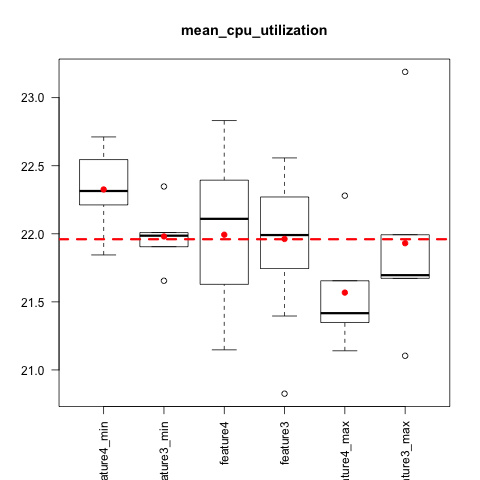 mean_cpu_utilization
23.0
22.5
22.0
21.5
21.0
ature4_min
ature3_min
feature4
feature3
ture4_max
ture3_max